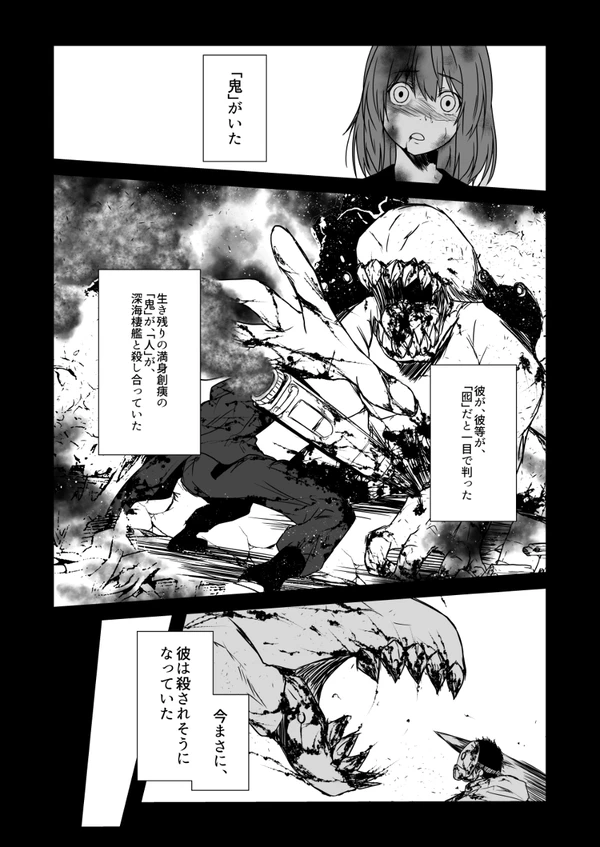 「鬼」がいた
彼が、彼等が、
「囮」だと一目で判った
生き残りの満身創痍の
「鬼」が、「人」が、
深海棲艦と殺し合っていた
今まさに、
彼は殺されそうに
なっていた